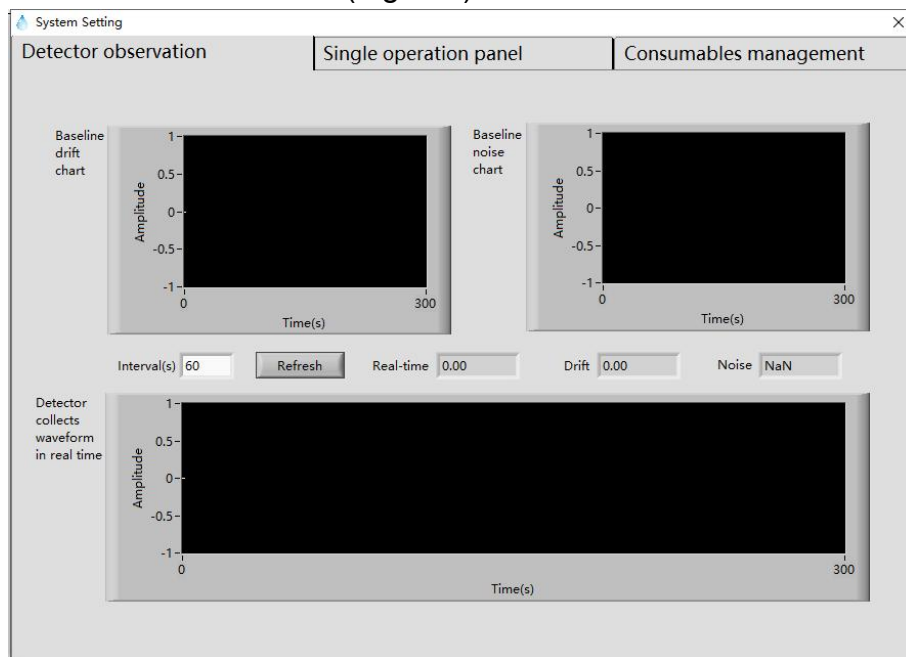 System Setting
Detector observation
Single operation panel
Consumables management
Baseline
drift
chart
1
0.5
0
-0.5
-1
Amplitude
0
300
Time(s)
Baseline
noise
chart
1
0.5
0
-0.5
-1
Amplitude
0
300
Time(s)
Interval(s) 60
Refresh
Real-time 0.00
Drift 0.00
Noise NaN
Detector
collects
waveform
in real time
1
0.5
0
-0.5
-1
Amplitude
0
300
Time(s)